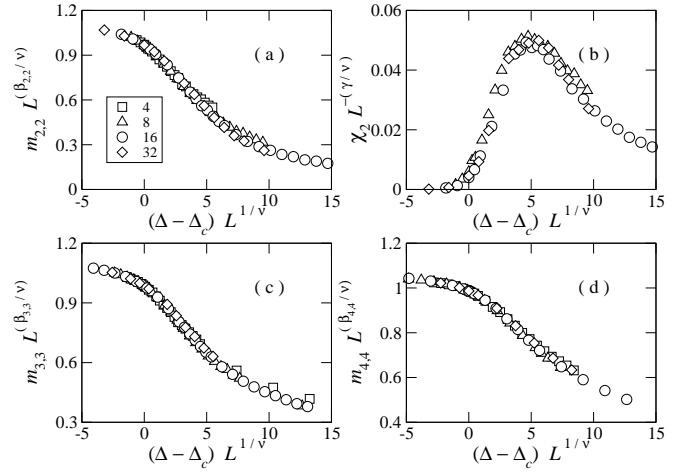 1.2
0.9
0.6
0.3
0
m2,2 L(β2,2/ν)
( a )
4
8
16
32
-5 0 5 10 15
(Δ − Δc) L1/ν
0.06
0.04
0.02
0
χ2 L−(γ/ν)
( b )
-5 0 5 10 15
(Δ − Δc) L1/ν
1.2
0.9
0.6
0.3
m3,3 L(β3,3/ν)
( c )
-5 0 5 10 15
(Δ − Δc) L1/ν
1.2
1
0.8
0.6
0.4
m4,4 L(β4,4/ν)
( d )
-5 0 5 10 15
(Δ − Δc) L1/ν